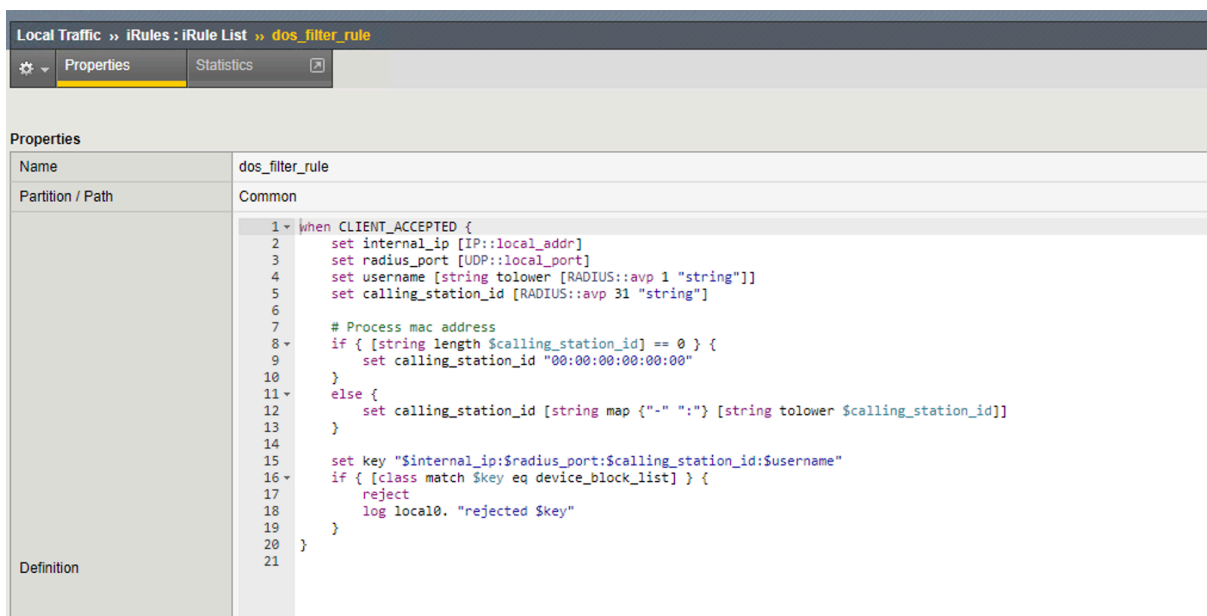 Local Traffic ›› iRules : iRule List ›› dos_filter_rule
Properties Statistics
Properties
Name dos_filter_rule
Partition / Path Common
1 when CLIENT_ACCEPTED {
2     set internal_ip [IP::local_addr]
3     set radius_port [UDP::local_port]
4     set username [string tolower [RADIUS::avp 1 "string"]]
5     set calling_station_id [RADIUS::avp 31 "string"]
6
7     # Process mac address
8     if { [string length $calling_station_id] == 0 } {
9         set calling_station_id "00:00:00:00:00:00"
10     }
11     else {
12         set calling_station_id [string map {"-" ":"} [string tolower $calling_station_id]]
13     }
14
15     set key "$internal_ip:$radius_port:$calling_station_id:$username"
16     if { [class match $key eq device_block_list] } {
17         reject
18         log local0. "rejected $key"
19     }
20 }
21
Definition